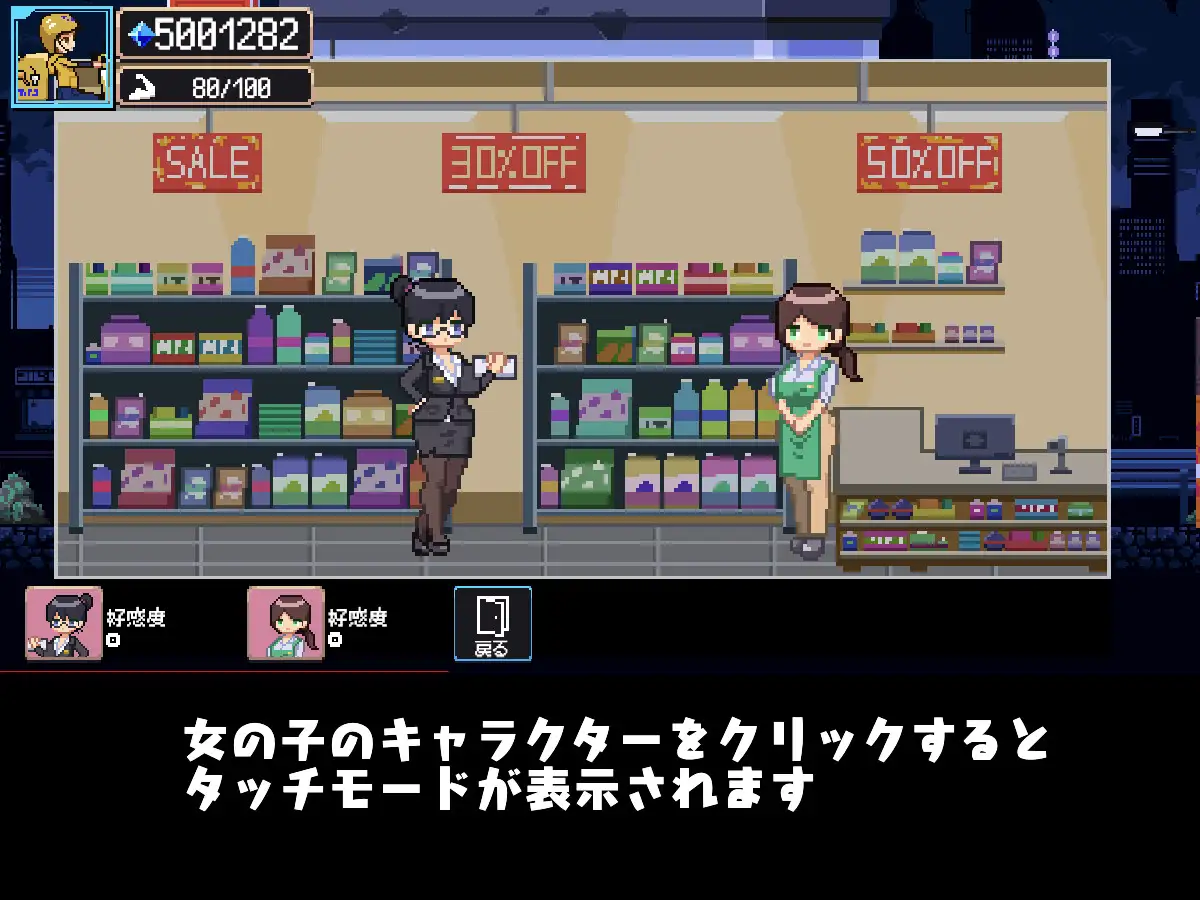 5001282
80/100
SALE
30%OFF
50%OFF
好感度
0
好感度
0
戻る
女の子のキャラクターをクリックすると
タッチモードが表示されます